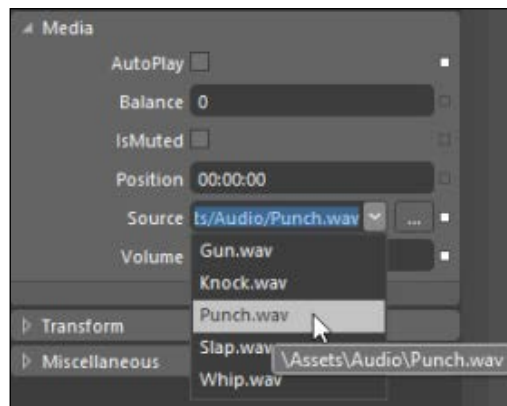 Media
AutoPlay
Balance 0
IsMuted
Position 00:00:00
Source ts/Audio/Punch.wav ...
Volume
Gun.wav
Knock.wav
Punch.wav
Transform
Slap.wav
\Assets\Audio\Punch.wav
Miscellaneous
Whip.wav